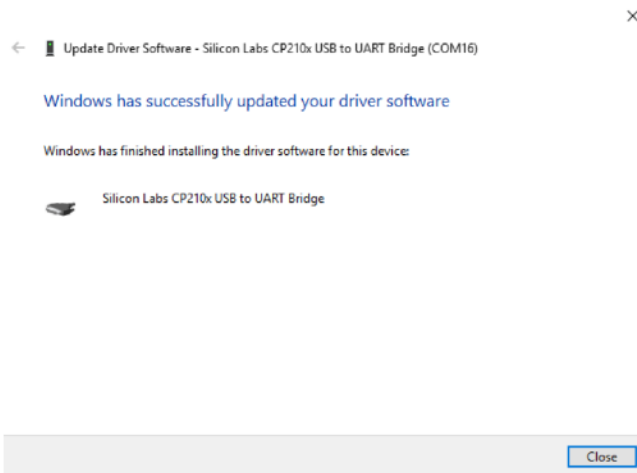 Update Driver Software - Silicon Labs CP210x USB to UART Bridge (COM16)
Windows has successfully updated your driver software
Windows has finished installing the driver software for this device:
Silicon Labs CP210x USB to UART Bridge
Close